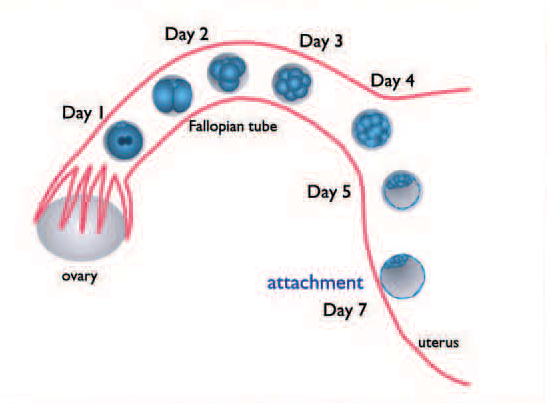 Day 2
Day 3
Day 4
Day 1
Fallopian tube
Day 5
ovary
attachment
Day 7
uterus